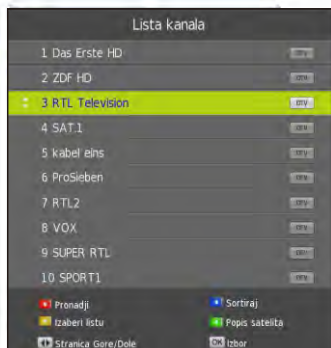 Lista kanala
1 Das Erste HD
2 ZDF HD
3 RTL Television
4 SAT.1
5 kabel eins
6 ProSieben
7 RTL2
8 VOX
9 SUPER RTL
10 SPORT1
Pronadji
Sortiraj
Izaberi listu
Popis satelita
Stranica Gore/Dole
OK Izbor